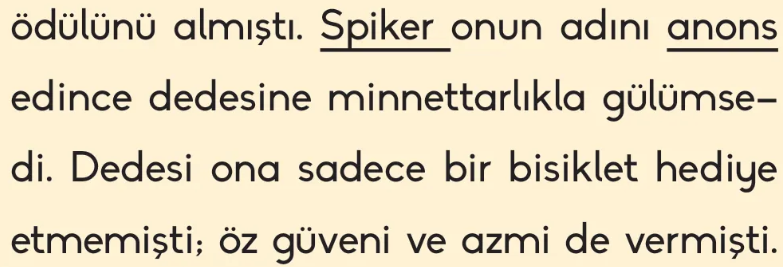 ödülünü almıştı. Spiker onun adını anons
edince dedesine minnettarlıkla gülümse-
di. Dedesi ona sadece bir bisiklet hediye
etmemişti; öz güveni ve azmi de vermişti.